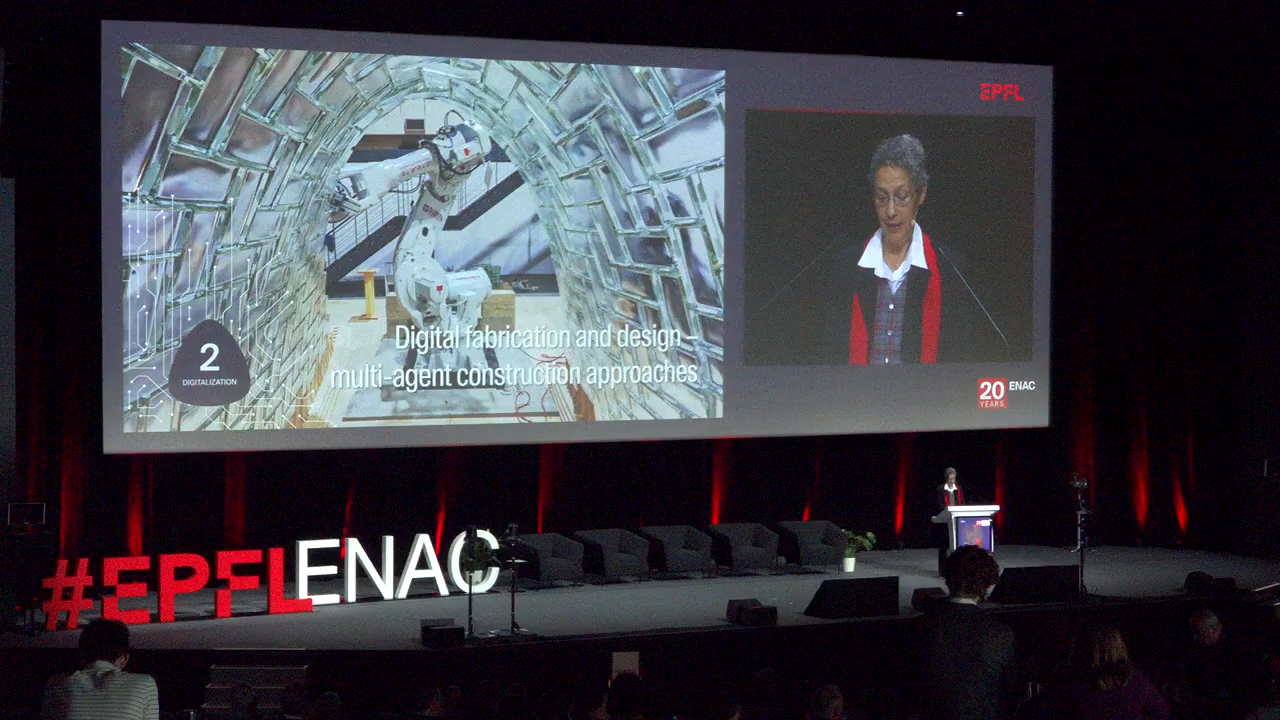 EPFL
Digital fabrication and design –
multi-agent construction approaches
2
DIGITALIZATION
20
YEARS
ENAC
#EPFLENAC